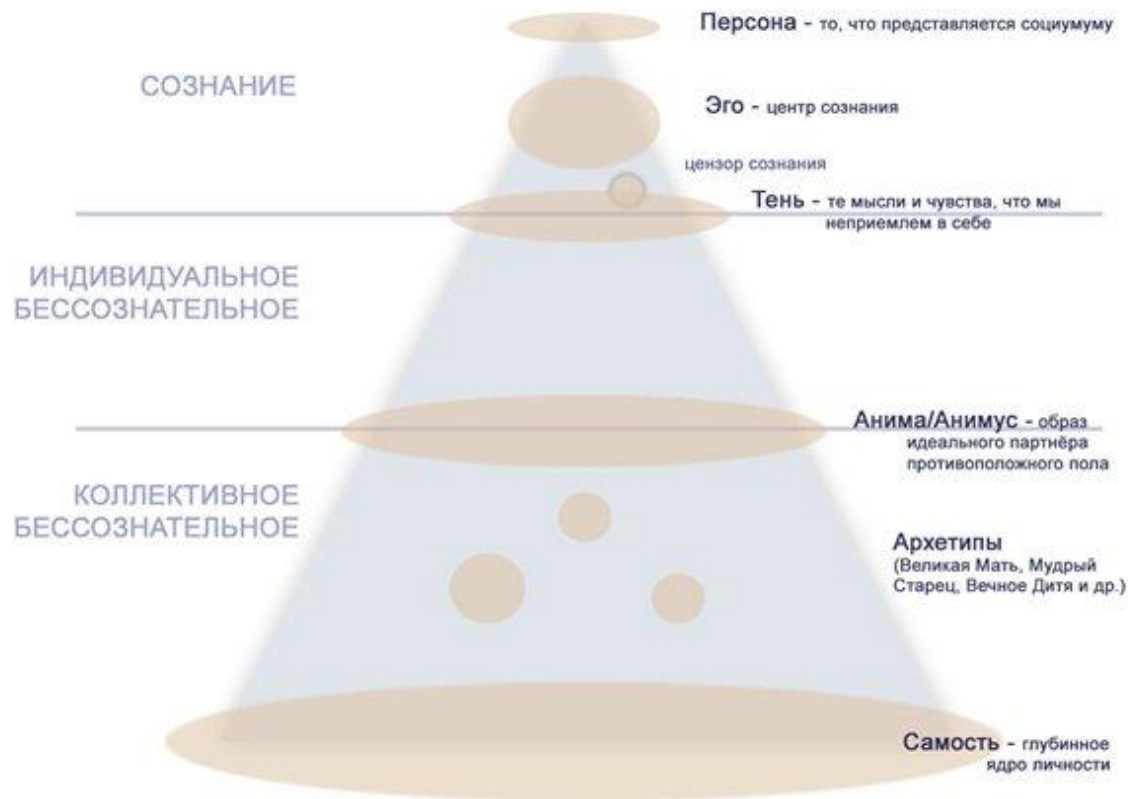 Персона - то, что представляется социумуму
СОЗНАНИЕ
Эго - центр сознания
цензор сознания
Тень - те мысли и чувства, что мы
неприемлем в себе
ИНДИВИДУАЛЬНОЕ
БЕССОЗНАТЕЛЬНОЕ
Анима/Анимус - образ
идеального партнёра
противоположного пола
КОЛЛЕКТИВНОЕ
БЕССОЗНАТЕЛЬНОЕ
Архетипы
(Великая Мать, Мудрый
Старец, Вечное Дитя и др.)
Самость - глубинное
ядро личности